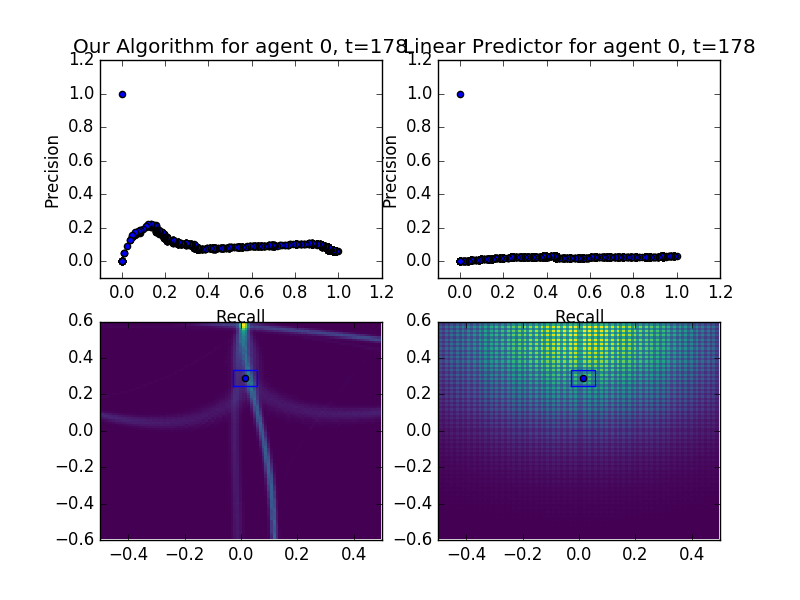 Our Algorithm for agent 0, t=178
Linear Predictor for agent 0, t=178
1.2
1.0
0.8
0.6
0.4
0.2
0.0
Precision
0.0 0.2 0.4 0.6 0.8 1.0 1.2
Recall
1.2
1.0
0.8
0.6
0.4
0.2
0.0
Precision
0.0 0.2 0.4 0.6 0.8 1.0 1.2
Recall
0.6
0.4
0.2
0.0
−0.2
−0.4
−0.6
−0.4 −0.2 0.0 0.2 0.4
0.6
0.4
0.2
0.0
−0.2
−0.4
−0.6
−0.4 −0.2 0.0 0.2 0.4